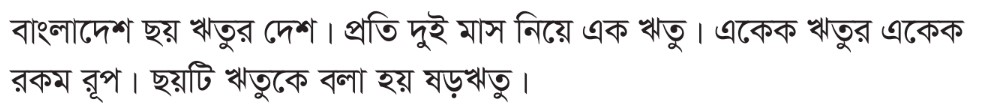 বাংলাদেশ ছয় ঋতুর দেশ। প্রতি দুই মাস নিয়ে এক ঋতু। একেক ঋতুর একেক
রকম রূপ। ছয়টি ঋতুকে বলা হয় ষড়ঋতু।